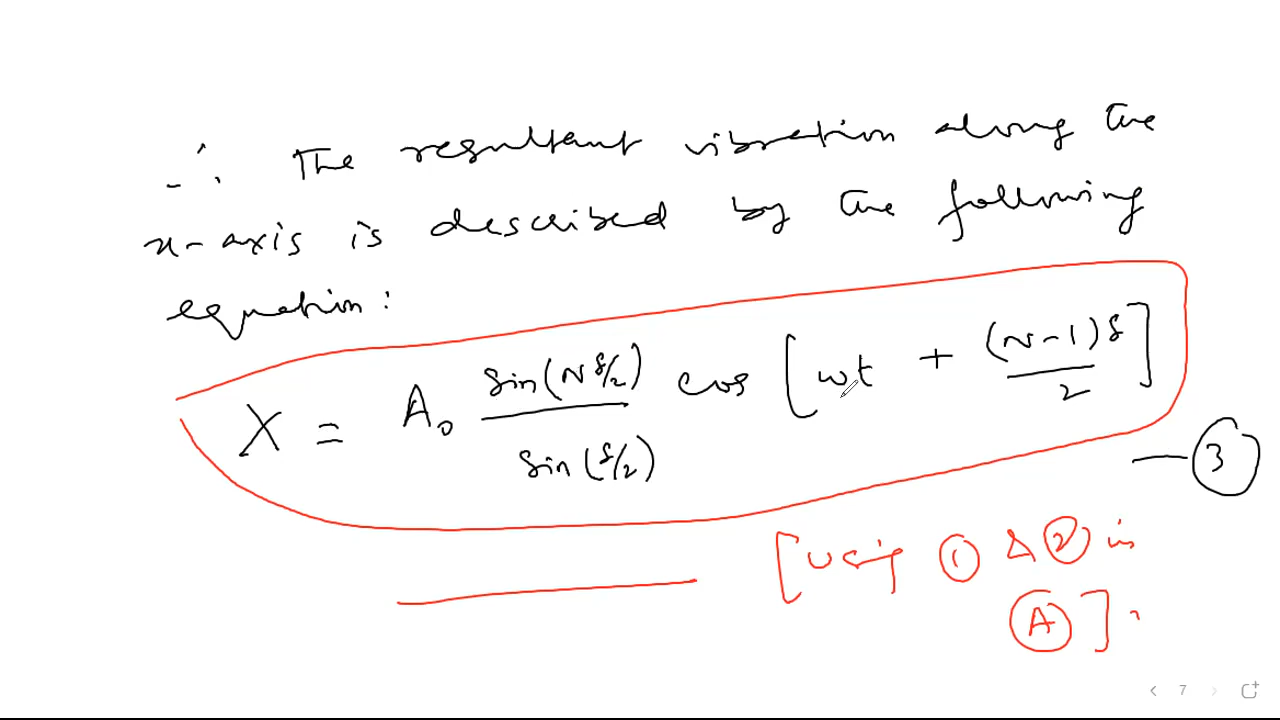 ∴ The resultant vibration along the
x-axis is described by the following
equation:
X = A₀ sin(Nδ/2) / sin(δ/2) cos [ωt + (N-1)δ / 2]
— ③
[using ① & ② in
Ⓐ].
7